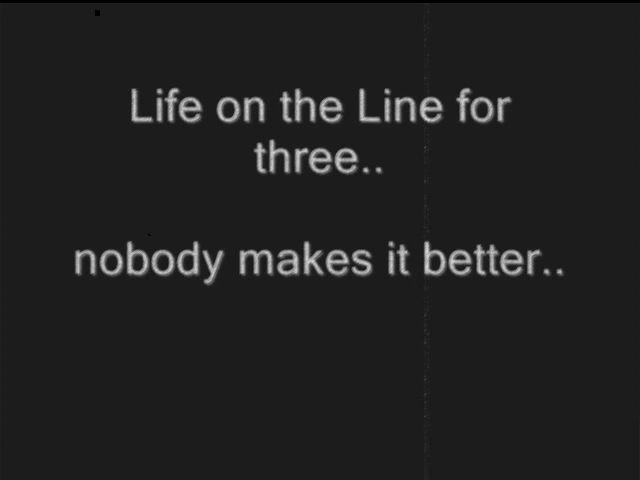 Life on the Line for
three..
nobody makes it better..